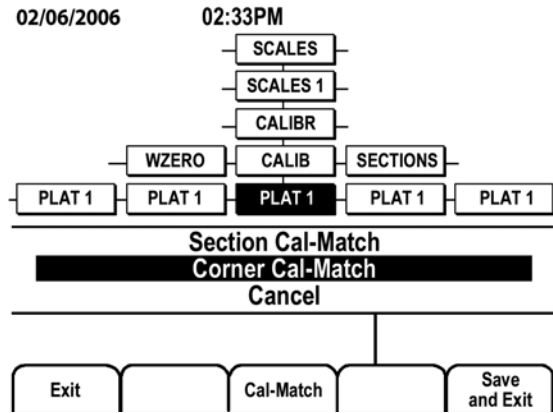 02/06/2006 02:33PM
SCALES
SCALES 1
CALIBR
WZERO CALIB SECTIONS
PLAT 1 PLAT 1 PLAT 1 PLAT 1 PLAT 1
Section Cal-Match
Corner Cal-Match
Cancel
Exit Cal-Match Save
and Exit